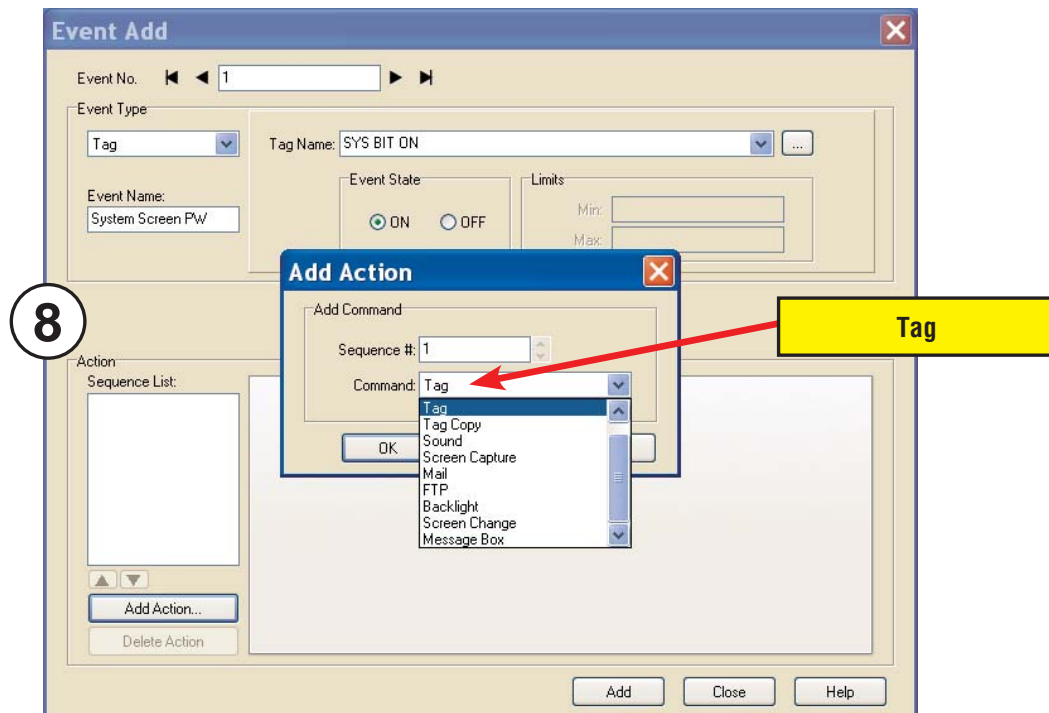 Event Add
Event No. 1
Event Type
Tag
Tag Name: SYS BIT ON
...
Event Name:
System Screen PW
Event State
ON OFF
Limits
Min:
Max:
8
Add Action
Add Command
Sequence #: 1
Command: Tag
Tag
Tag Copy
Sound
Screen Capture
Mail
FTP
Backlight
Screen Change
Message Box
OK
Tag
Action
Sequence List:
Add Action...
Delete Action
Add Close Help